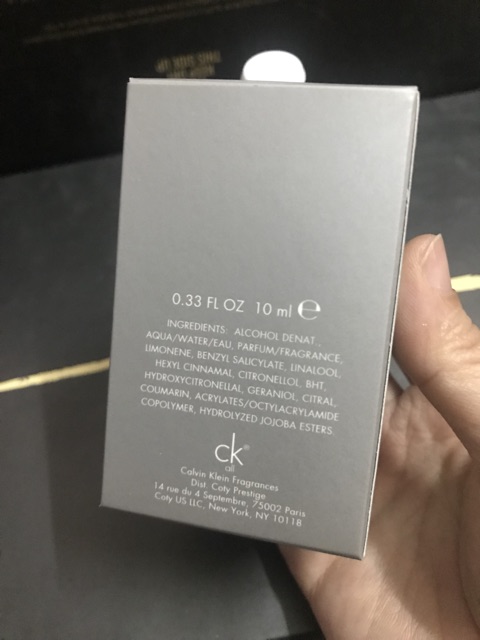 0.33 FL OZ 10 ml ℮
INGREDIENTS: ALCOHOL DENAT.,
AQUA/WATER/EAU, PARFUM/FRAGRANCE,
LIMONENE, BENZYL SALICYLATE, LINALOOL,
HEXYL CINNAMAL, CITRONELLOL, BHT,
HYDROXYCITRONELLAL, GERANIOL, CITRAL,
COUMARIN, ACRYLATES/OCTYLACRYLAMIDE
COPOLYMER, HYDROLYZED JOJOBA ESTERS.
ck®
all
Calvin Klein Fragrances
Dist. Coty Prestige
14 rue du 4 Septembre, 75002 Paris
Coty US LLC, New York, NY 10118